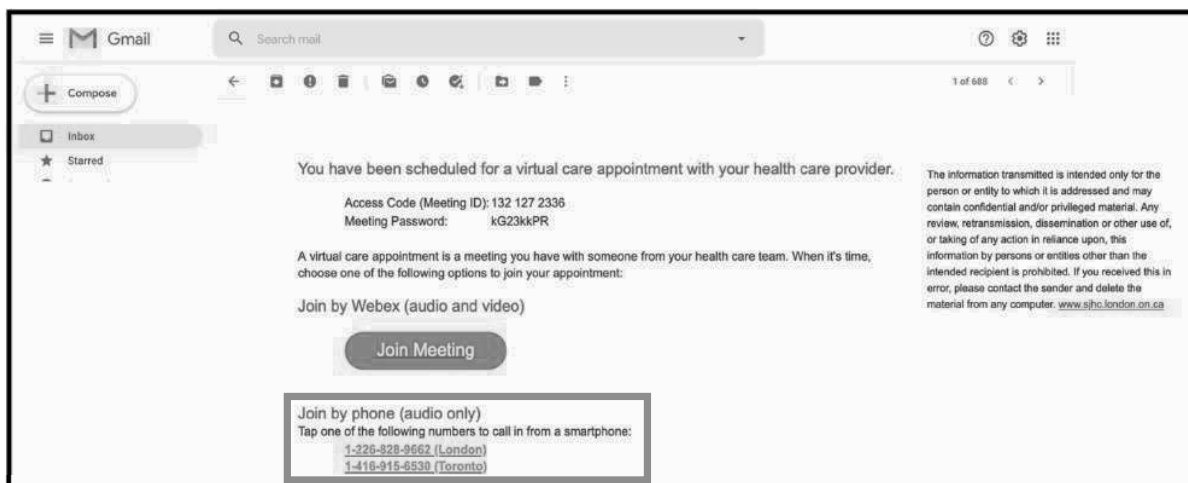 Gmail
Search mail
Compose
1 of 688
Inbox
Starred
You have been scheduled for a virtual care appointment with your health care provider.
Access Code (Meeting ID): 132 127 2336
Meeting Password: kG23kkPR
A virtual care appointment is a meeting you have with someone from your health care team. When it's time,
choose one of the following options to join your appointment:
Join by Webex (audio and video)
Join Meeting
Join by phone (audio only)
Tap one of the following numbers to call in from a smartphone:
1-226-828-9662 (London)
1-416-915-6530 (Toronto)
The information transmitted is intended only for the
person or entity to which it is addressed and may
contain confidential and/or privileged material. Any
review, retransmission, dissemination or other use of,
or taking of any action in reliance upon, this
information by persons or entities other than the
intended recipient is prohibited. If you received this in
error, please contact the sender and delete the
material from any computer. www.sjhc.london.on.ca